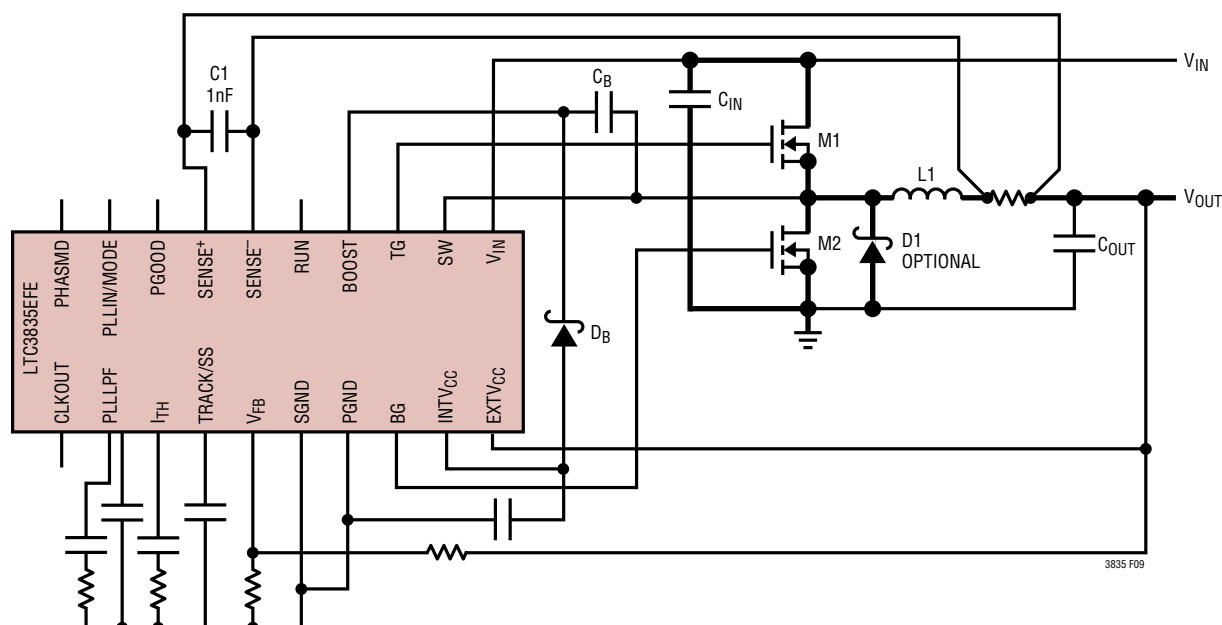 C1
1nF
C_B
C_IN
V_IN
M1
L1
V_OUT
M2
D1
OPTIONAL
C_OUT
D_B
LTC3835EFE
PHASMD
PLLIN/MODE
PGOOD
SENSE⁺
SENSE⁻
RUN
BOOST
TG
SW
V_IN
CLKOUT
PLLLPF
I_TH
TRACK/SS
V_FB
SGND
PGND
BG
INTV_CC
EXTV_CC
3835 F09